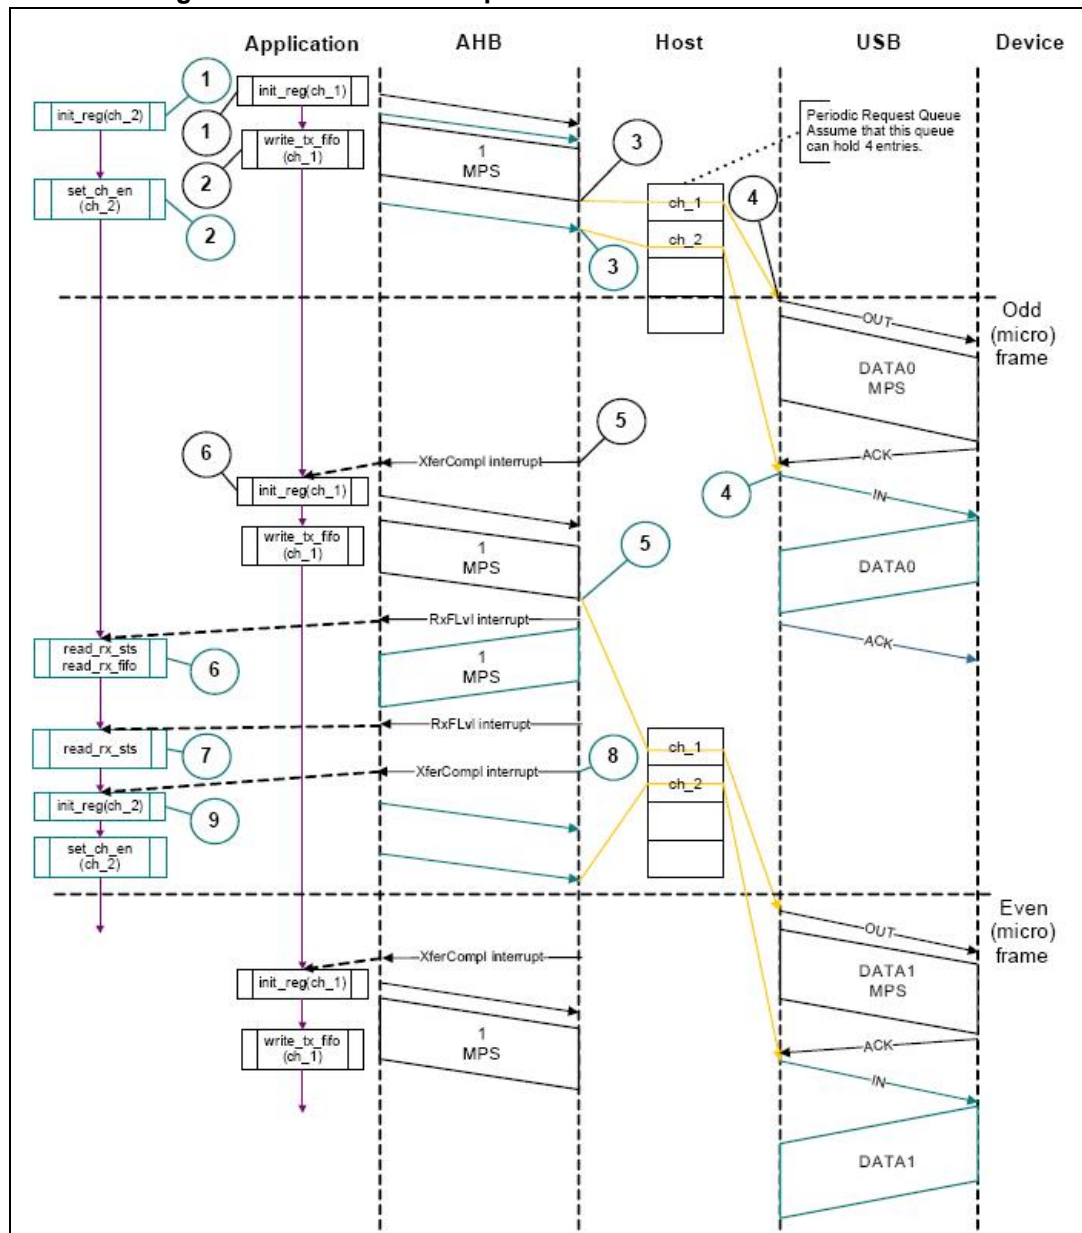 Application
AHB
Host
USB
Device
1
init_reg(ch_1)
init_reg(ch_2)
Periodic Request Queue
Assume that this queue
can hold 4 entries.
1
write_tx_fifo
(ch_1)
1
MPS
3
2
set_ch_en
(ch_2)
ch_1
4
2
ch_2
3
Odd
(micro)
frame
OUT
DATA0
MPS
5
6
XferCompl interrupt
ACK
init_reg(ch_1)
4
IN
write_tx_fifo
(ch_1)
1
MPS
5
DATA0
RxFLvl interrupt
ACK
read_rx_sts
read_rx_fifo
6
1
MPS
RxFLvl interrupt
read_rx_sts
7
ch_1
XferCompl interrupt
8
ch_2
init_reg(ch_2)
9
set_ch_en
(ch_2)
Even
(micro)
frame
OUT
XferCompl interrupt
DATA1
MPS
init_reg(ch_1)
write_tx_fifo
(ch_1)
1
MPS
ACK
IN
DATA1